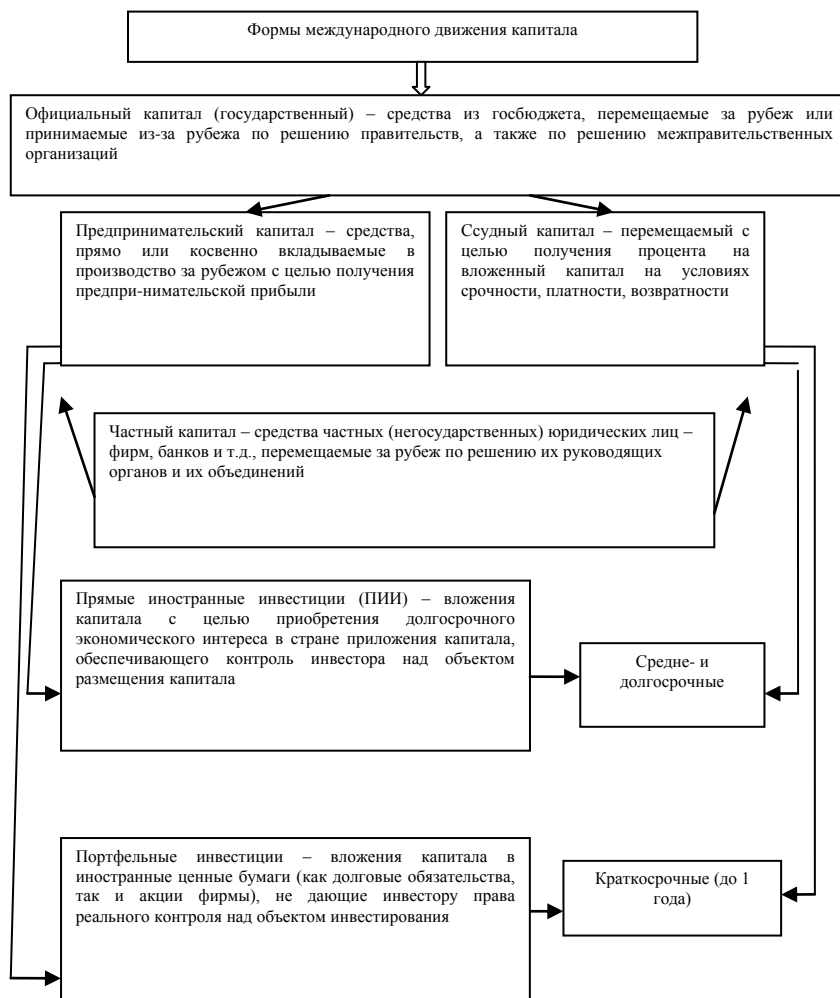 Формы международного движения капитала
Официальный капитал (государственный) – средства из госбюджета, перемещаемые за рубеж или
принимаемые из-за рубежа по решению правительств, а также по решению межправительственных
организаций
Предпринимательский капитал – средства,
прямо или косвенно вкладываемые в
производство за рубежом с целью получения
предпри-нимательской прибыли
Ссудный капитал – перемещаемый с
целью получения процента на
вложенный капитал на условиях
срочности, платности, возвратности
Частный капитал – средства частных (негосударственных) юридических лиц –
фирм, банков и т.д., перемещаемые за рубеж по решению их руководящих
органов и их объединений
Прямые иностранные инвестиции (ПИИ) – вложения
капитала с целью приобретения долгосрочного
экономического интереса в стране приложения капитала,
обеспечивающего контроль инвестора над объектом
размещения капитала
Средне- и
долгосрочные
Портфельные инвестиции – вложения капитала в
иностранные ценные бумаги (как долговые обязательства,
так и акции фирмы), не дающие инвестору права
реального контроля над объектом инвестирования
Краткосрочные (до 1
года)